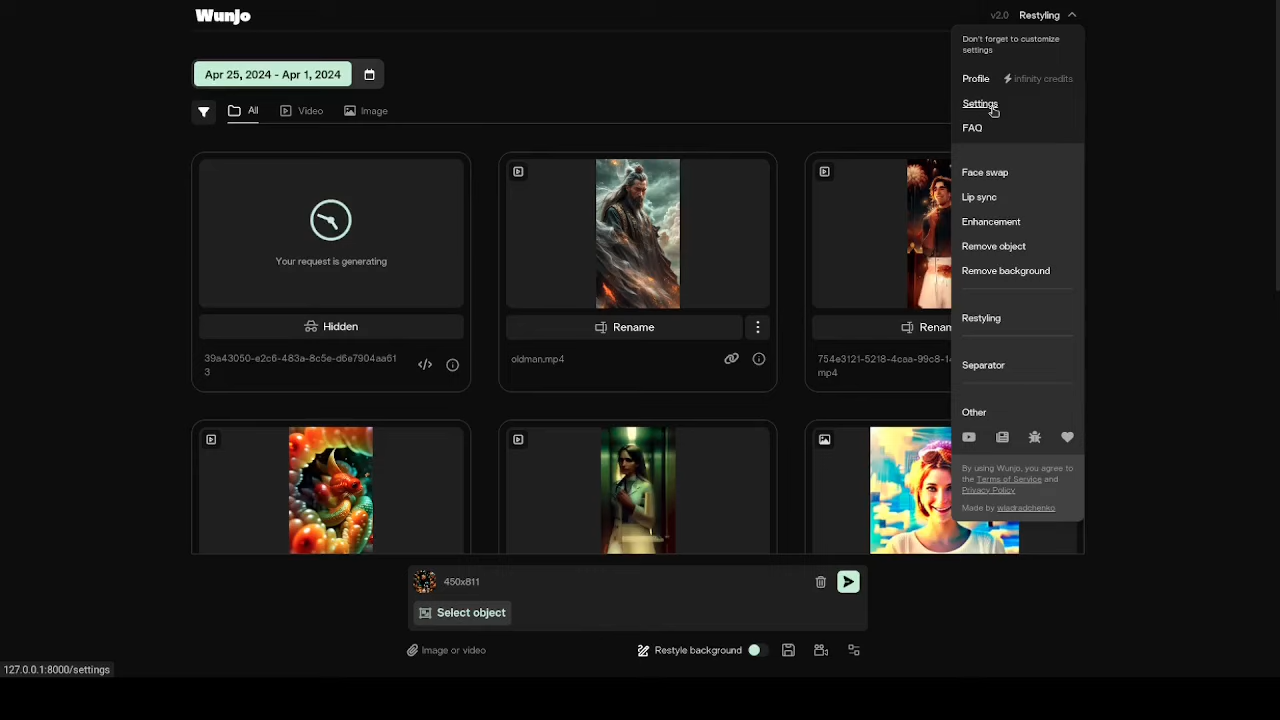 Wunjo
v2.0 Restyling
Don't forget to customize
settings
Apr 25, 2024 - Apr 1, 2024
Profile infinity credits
Settings
All Video Image
FAQ
Face swap
Lip sync
Enhancement
Remove object
Remove background
Your request is generating
Restyling
Hidden
Rename
Renam
39a43050-e2c6-483a-8c5e-d6e7904aa61
3
oldman.mp4
754e3121-5218-4caa-99c8-1
mp4
Separator
Other
By using Wunjo, you agree to
the Terms of Service and
Privacy Policy
Made by wladradchenko
450x811
Select object
Image or video
Restyle background
127.0.0.1:8000/settings